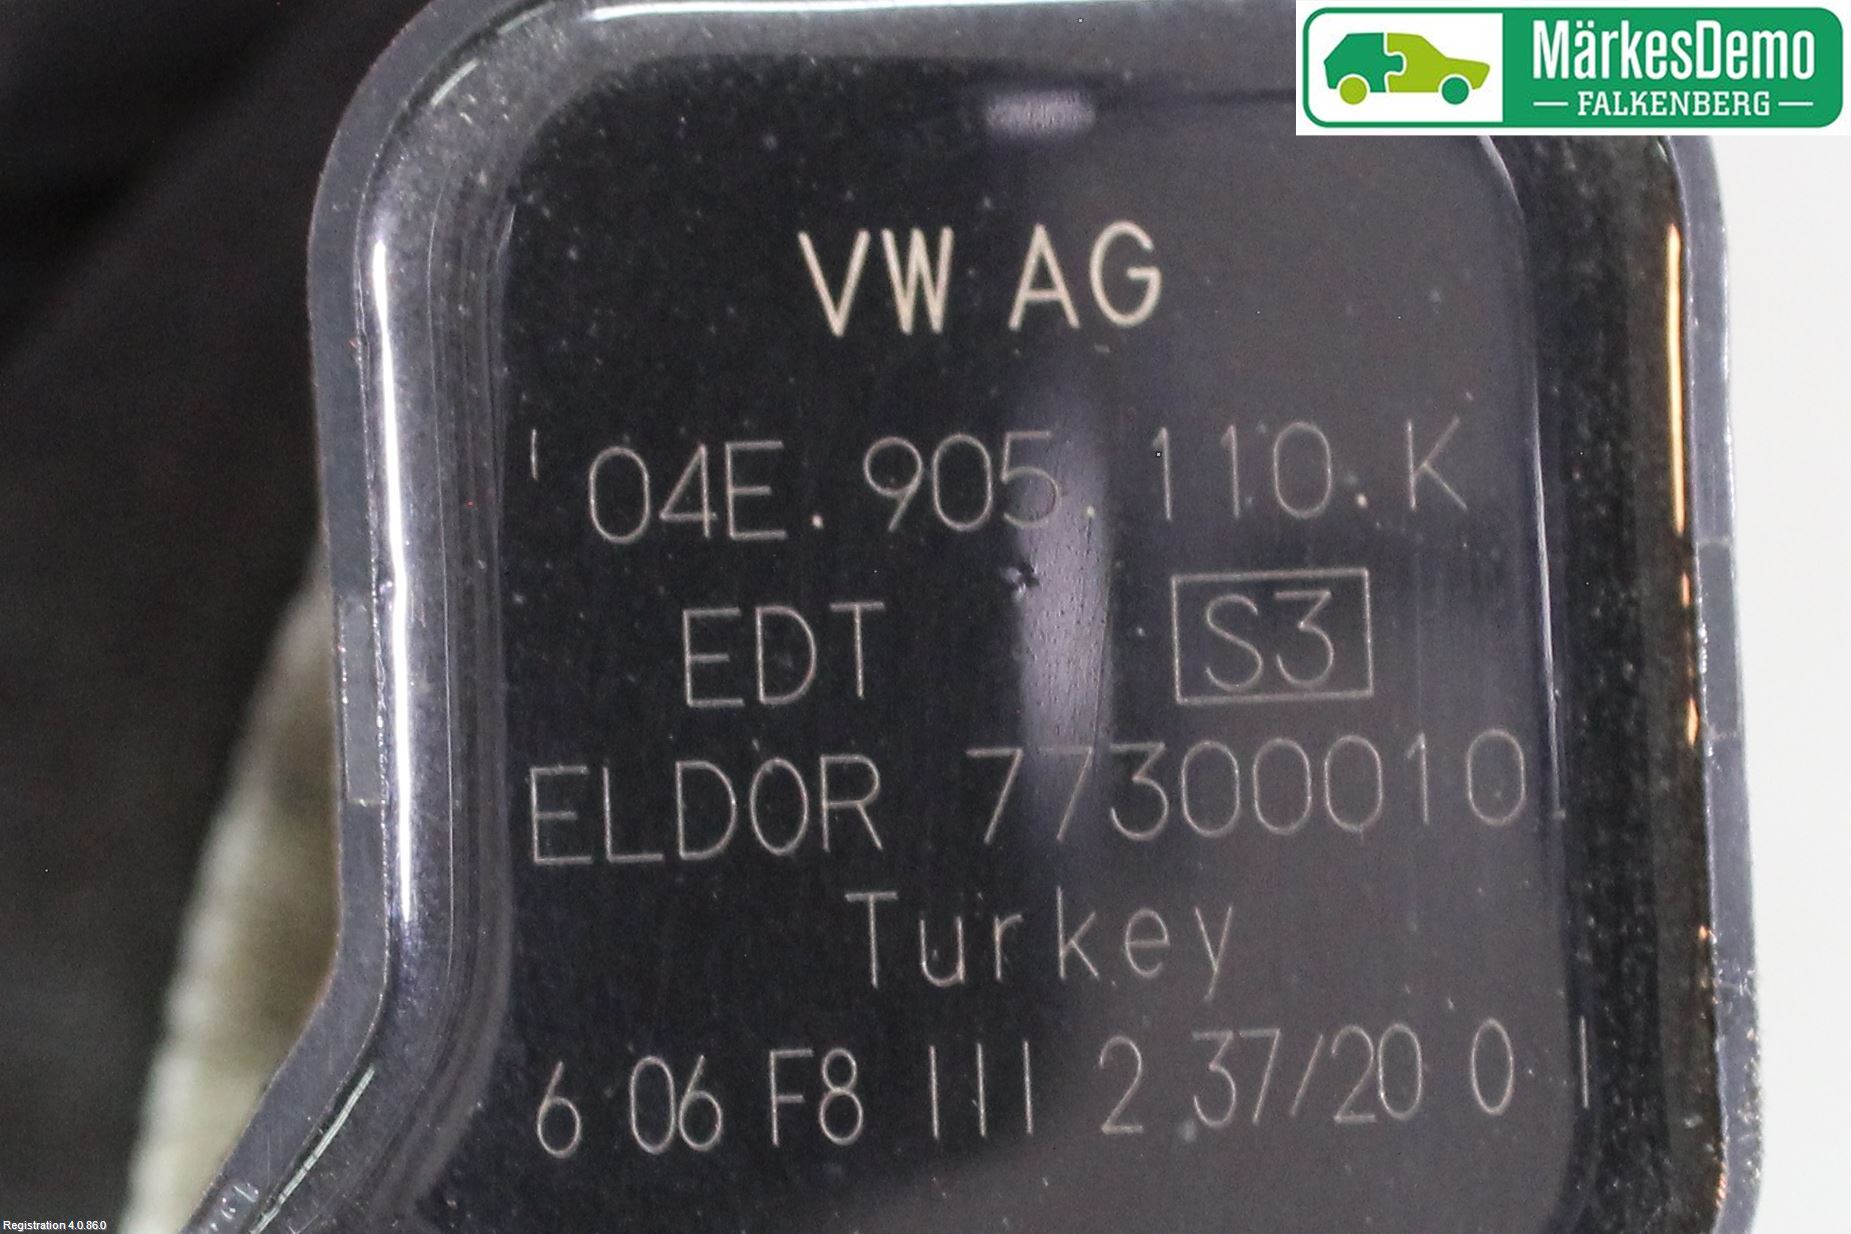 MärkesDemo
FALKENBERG
VW AG
04E.905.110.K
EDT S3
ELDOR 77300010
Turkey
6 06 F8 III 2 37/20 0 I
Registration 4.0.86.0